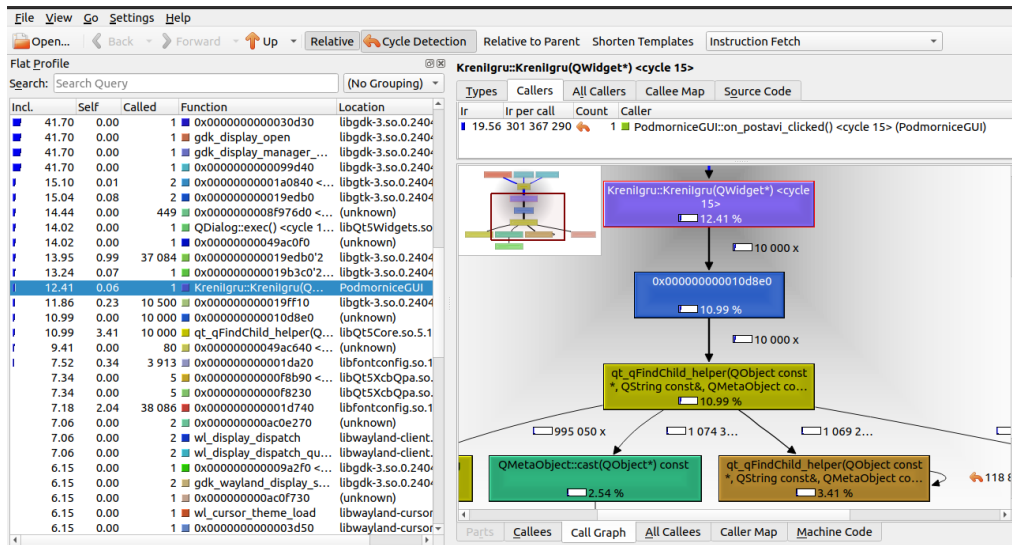 File View Go Settings Help
Open... Back Forward Up Relative Cycle Detection Relative to Parent Shorten Templates Instruction Fetch
Flat Profile
Search: Search Query (No Grouping)
Incl. Self Called Function Location
41.70 0.00 1 0x0000000000030d30 libgtk-3.so.0.2404
41.70 0.00 1 gdk_display_open libgdk-3.so.0.2404
41.70 0.00 1 gdk_display_manager_... libgdk-3.so.0.2404
41.70 0.00 1 0x0000000000099d40 libgtk-3.so.0.2404
15.10 0.01 2 0x00000000001a0840 <... libgtk-3.so.0.2404
15.04 0.08 2 0x000000000019edb0 libgtk-3.so.0.2404
14.44 0.00 449 0x0000000008f976d0 <... (unknown)
14.02 0.00 1 QDialog::exec() <cycle 1... libQt5Widgets.so
14.02 0.00 1 0x00000000049ac0f0 (unknown)
13.95 0.99 37 084 0x000000000019edb0'2 libgtk-3.so.0.2404
13.24 0.07 1 0x000000000019b3c0'2... libgtk-3.so.0.2404
12.41 0.06 1 KreniIgru::KreniIgru(Q... PodmorniceGUI
11.86 0.23 10 500 0x000000000019ff10 libgtk-3.so.0.2404
10.99 0.00 10 000 0x000000000010d8e0 (unknown)
10.99 3.41 10 000 qt_qFindChild_helper(Q... libQt5Core.so.5.1
9.41 0.00 80 0x00000000049ac640 <... (unknown)
7.52 0.34 3 913 0x000000000001da20 libfontconfig.so.1
7.34 0.00 5 0x00000000000f8b90 <... libQt5XcbQpa.so.
7.34 0.00 5 0x00000000000f8230 libQt5XcbQpa.so.
7.18 2.04 38 086 0x000000000001d740 libfontconfig.so.1
7.06 0.00 2 0x000000000ac0e270 (unknown)
7.06 0.00 2 wl_display_dispatch libwayland-client.
7.06 0.00 2 wl_display_dispatch_qu... libwayland-client.
6.15 0.00 1 0x000000000009a2f0 <... libgdk-3.so.0.2404
6.15 0.00 2 gdk_wayland_display_s... libgdk-3.so.0.2404
6.15 0.00 1 0x000000000ac0f730 (unknown)
6.15 0.00 1 wl_cursor_theme_load libwayland-cursor
6.15 0.00 1 0x0000000000003d50 libwayland-cursor
KreniIgru::KreniIgru(QWidget*) <cycle 15>
Types Callers All Callers Callee Map Source Code
Ir Ir per call Count Caller
19.56 301 367 290 1 PodmorniceGUI::on_postavi_clicked() <cycle 15> (PodmorniceGUI)
KreniIgru::KreniIgru(QWidget*) <cycle
15>
12.41 %
10 000 x
0x000000000010d8e0
10.99 %
10 000 x
qt_qFindChild_helper(QObject const
*, QString const&, QMetaObject co...
10.99 %
995 050 x 1 074 3... 1 069 2...
QMetaObject::cast(QObject*) const
2.54 %
qt_qFindChild_helper(QObject const
*, QString const&, QMetaObject co...
3.41 %
118 8
Parts Callees Call Graph All Callees Caller Map Machine Code